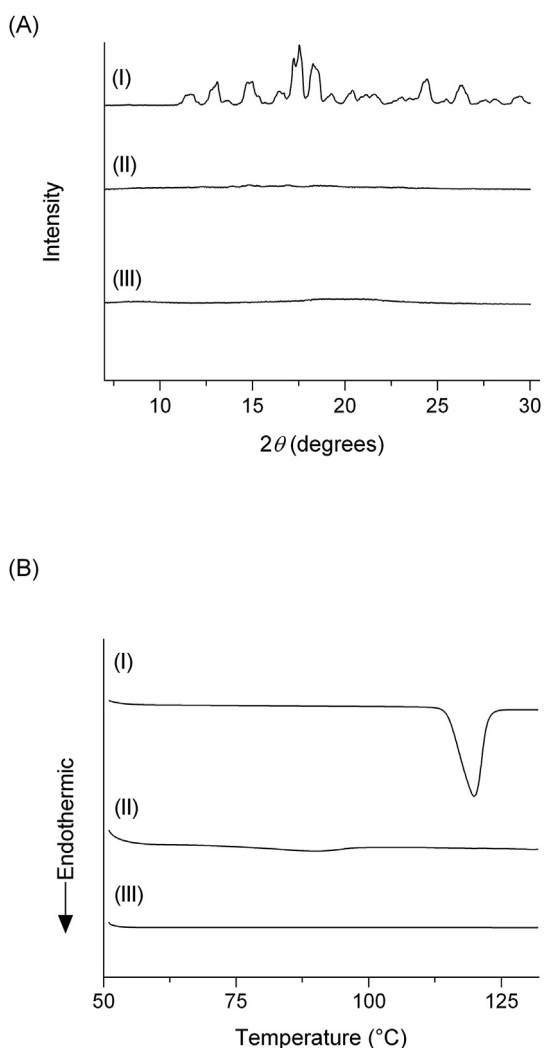 (A)
(I)
(II)
(III)
Intensity
10 15 20 25 30
2θ (degrees)
(B)
(I)
(II)
(III)
Endothermic
50 75 100 125
Temperature (°C)